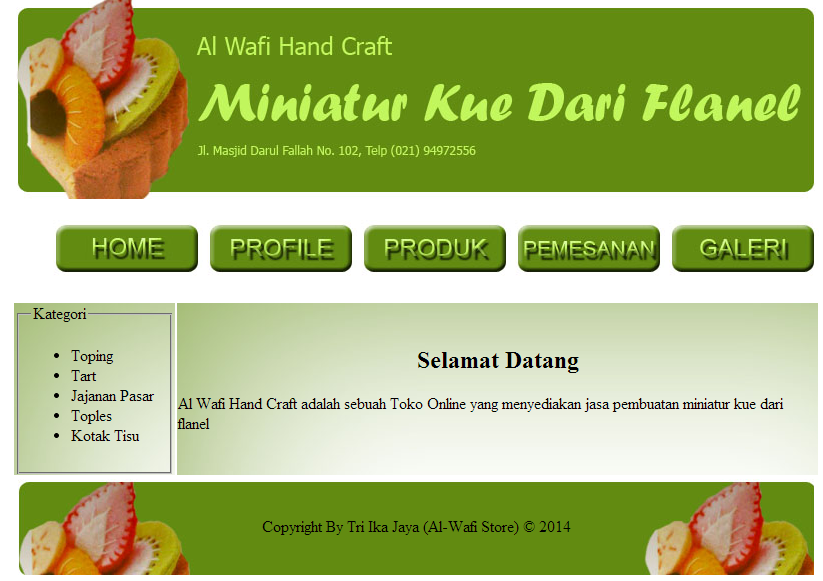 Al Wafi Hand Craft
Miniatur Kue Dari Flanel
Jl. Masjid Darul Fallah No. 102, Telp (021) 94972556
HOME PROFILE PRODUK PEMESANAN GALERI
Kategori
Toping
Tart
Jajanan Pasar
Toples
Kotak Tisu
Selamat Datang
Al Wafi Hand Craft adalah sebuah Toko Online yang menyediakan jasa pembuatan miniatur kue dari
flanel
Copyright By Tri Ika Jaya (Al-Wafi Store) © 2014